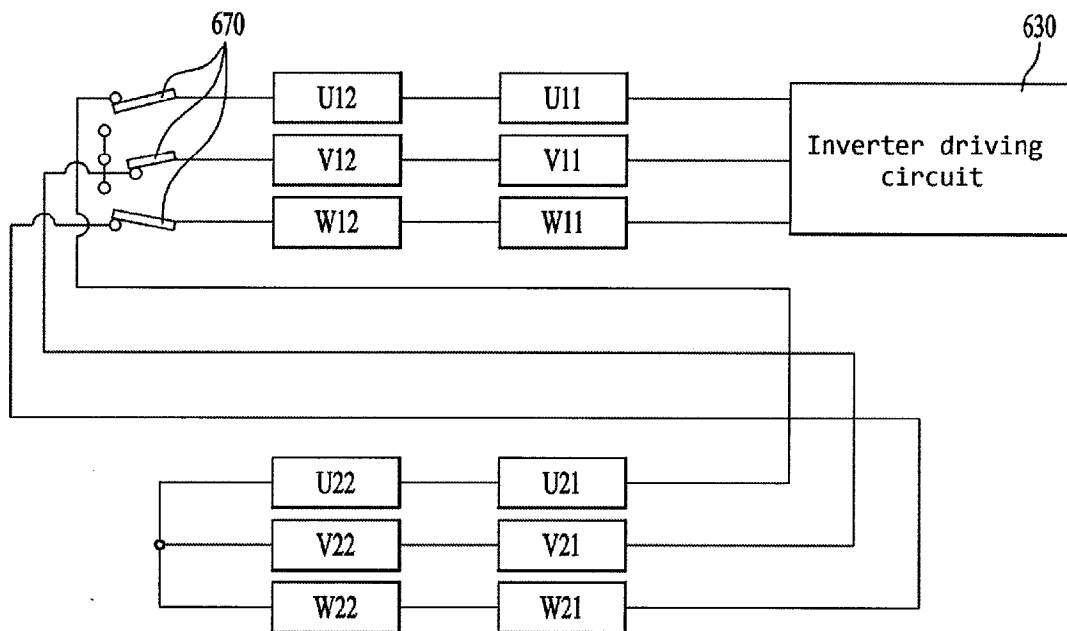 670
630
U12
U11
V12
V11
W12
W11
Inverter driving
circuit
U22
U21
V22
V21
W22
W21